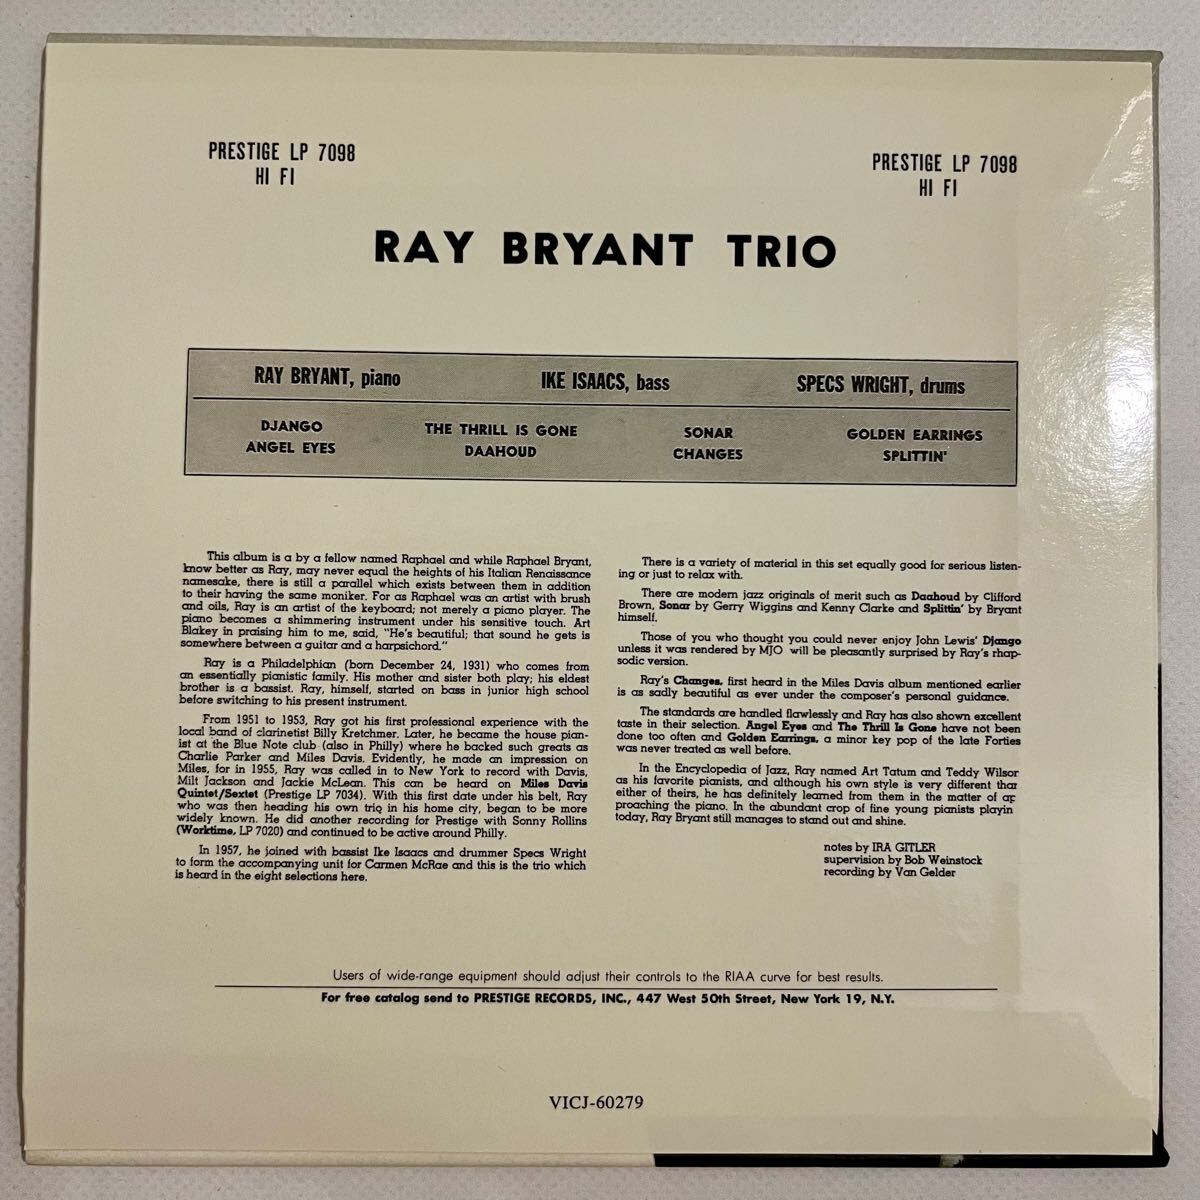 PRESTIGE LP 7098
HI FI
PRESTIGE LP 7098
HI FI
RAY BRYANT TRIO
RAY BRYANT, piano
IKE ISAACS, bass
SPECS WRIGHT, drums
DJANGO
ANGEL EYES
THE THRILL IS GONE
DAAHOUD
SONAR
CHANGES
GOLDEN EARRINGS
SPLITTIN'
This album is a by a fellow named Raphael and while Raphael Bryant,
know better as Ray, may never equal the heights of his Italian Renaissance
namesake, there is still a parallel which exists between them in addition
to their having the same moniker. For as Raphael was an artist with brush
and oils, Ray is an artist of the keyboard; not merely a piano player. The
piano becomes a shimmering instrument under his sensitive touch. Art
Blakey in praising him to me, said, "He's beautiful; that sound he gets is
somewhere between a guitar and a harpsichord."
Ray is a Philadelphian (born December 24, 1931) who comes from
an essentially pianistic family. His mother and sister both play; his eldest
brother is a bassist. Ray, himself, started on bass in junior high school
before switching to his present instrument.
From 1951 to 1953, Ray got his first professional experience with the
local band of clarinetist Billy Kretchmer. Later, he became the house pian-
ist at the Blue Note club (also in Philly) where he backed such greats as
Charlie Parker and Miles Davis. Evidently, he made an impression on
Miles, for in 1955, Ray was called in to New York to record with Davis,
Milt Jackson and Jackie McLean. This can be heard on Miles Davis
Quintet/Sextet (Prestige LP 7034). With this first date under his belt, Ray
who was then heading his own trio in his home city, began to be more
widely known. He did another recording for Prestige with Sonny Rollins
(Worktime, LP 7020) and continued to be active around Philly.
In 1957, he joined with bassist Ike Isaacs and drummer Specs Wright
to form the accompanying unit for Carmen McRae and this is the trio which
is heard in the eight selections here.
There is a variety of material in this set equally good for serious listen-
ing or just to relax with.
There are modern jazz originals of merit such as Daahoud by Clifford
Brown, Sonar by Gerry Wiggins and Kenny Clarke and Splittin' by Bryant
himself.
Those of you who thought you could never enjoy John Lewis' Django
unless it was rendered by MJO will be pleasantly surprised by Ray's rhap-
sodic version.
Ray's Changes, first heard in the Miles Davis album mentioned earlier
is as sadly beautiful as ever under the composer's personal guidance.
The standards are handled flawlessly and Ray has also shown excellent
taste in their selection. Angel Eyes and The Thrill Is Gone have not been
done too often and Golden Earrings, a minor key pop of the late Forties
was never treated as well before.
In the Encyclopedia of Jazz, Ray named Art Tatum and Teddy Wilsor
as his favorite pianists, and although his own style is very different than
either of theirs, he has definitely learned from them in the matter of ap
proaching the piano. In the abundant crop of fine young pianists playin
today, Ray Bryant still manages to stand out and shine.
notes by IRA GITLER
supervision by Bob Weinstock
recording by Van Gelder
Users of wide-range equipment should adjust their controls to the RIAA curve for best results.
For free catalog send to PRESTIGE RECORDS, INC., 447 West 50th Street, New York 19, N.Y.
VICJ-60279